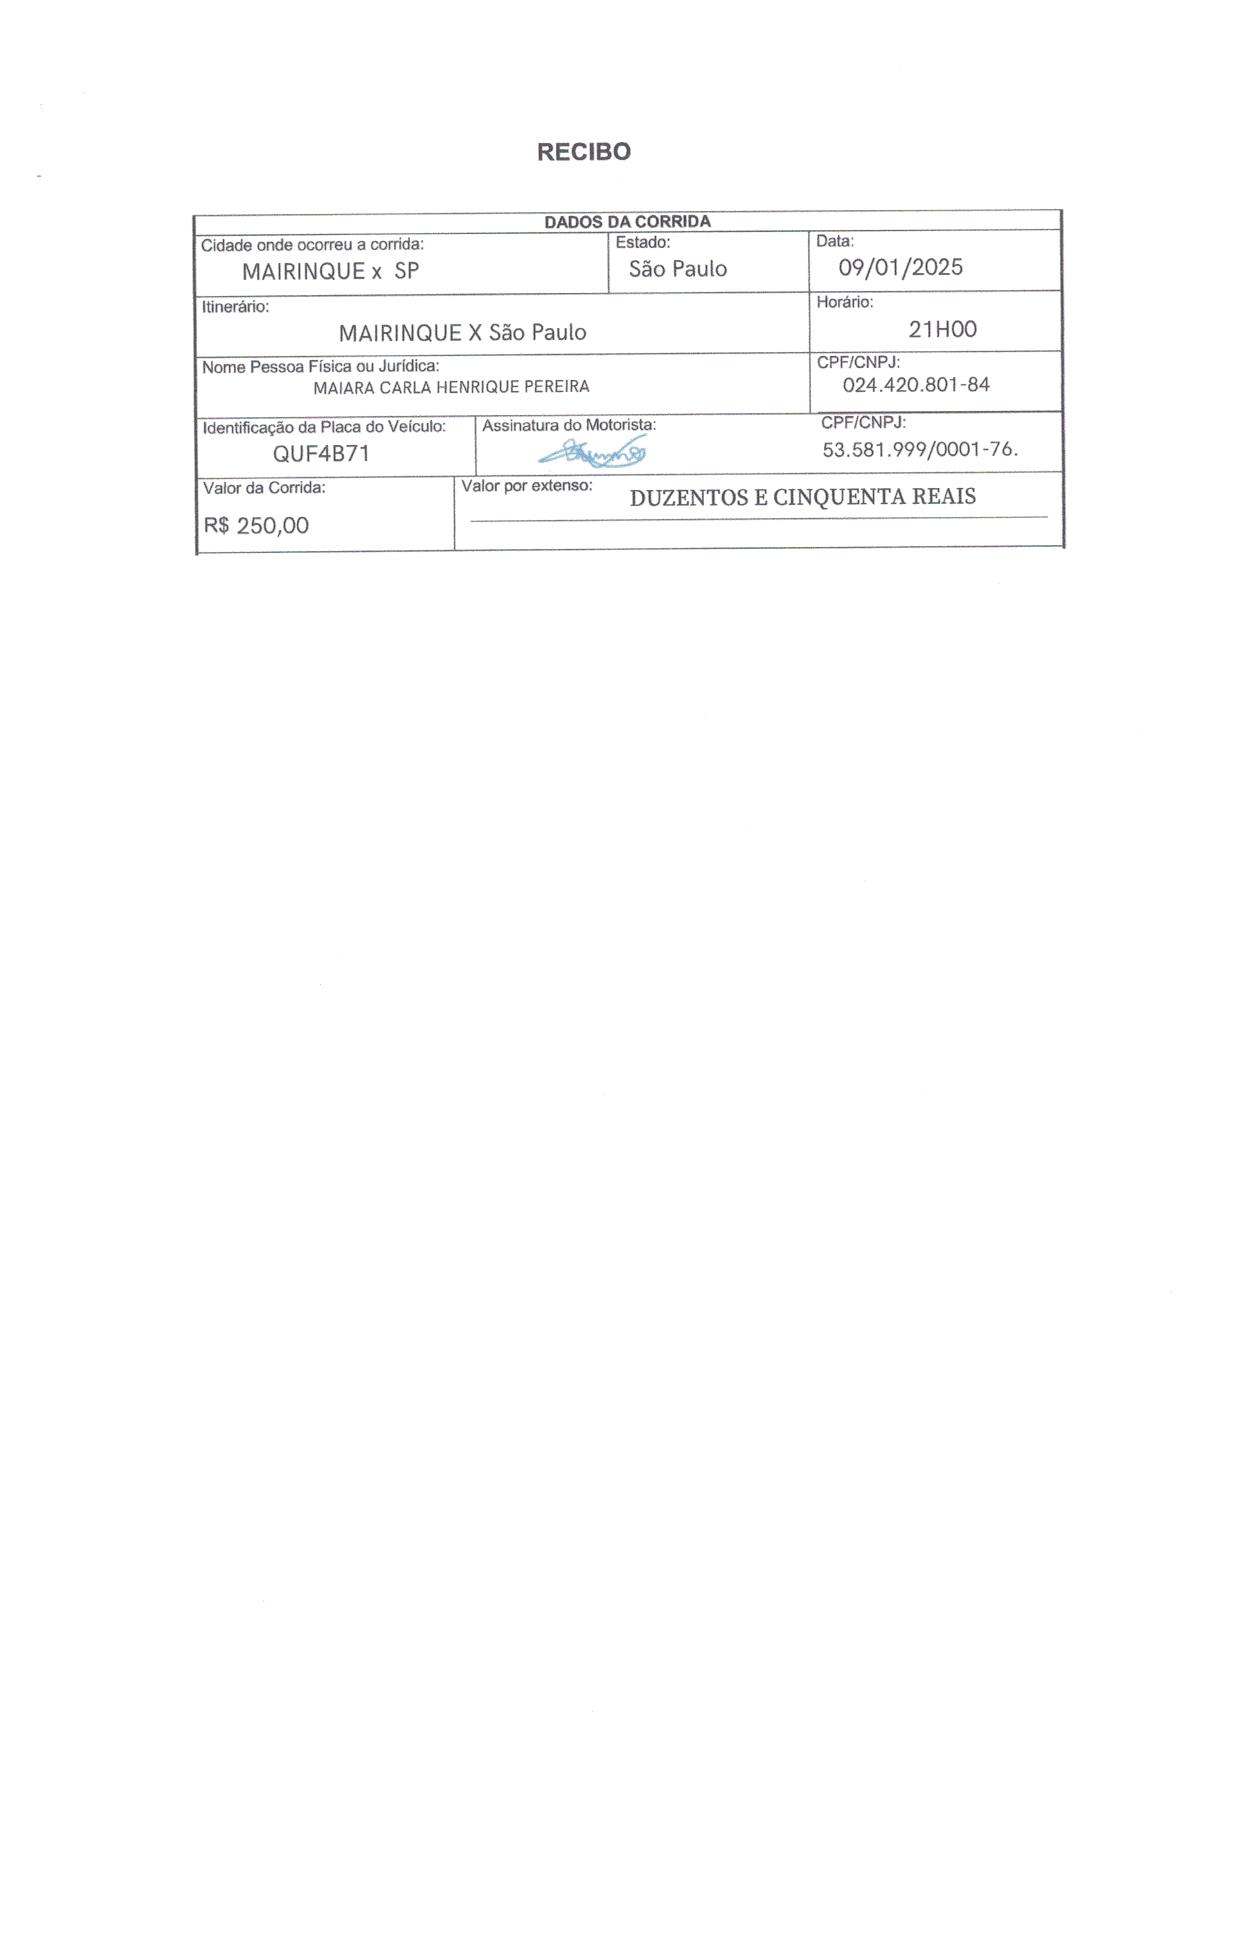 RECIBO
DADOS DA CORRIDA
Cidade onde ocorreu a corrida:
MAIRINQUE x SP
Estado:
São Paulo
Data:
09/01/2025
Itinerário:
MAIRINQUE X São Paulo
Horário:
21H00
Nome Pessoa Física ou Jurídica:
MAIARA CARLA HENRIQUE PEREIRA
CPF/CNPJ:
024.420.801-84
Identificação da Placa do Veículo:
QUF4B71
Assinatura do Motorista:
CPF/CNPJ:
53.581.999/0001-76.
Valor da Corrida:
R$ 250,00
Valor por extenso:
DUZENTOS E CINQUENTA REAIS